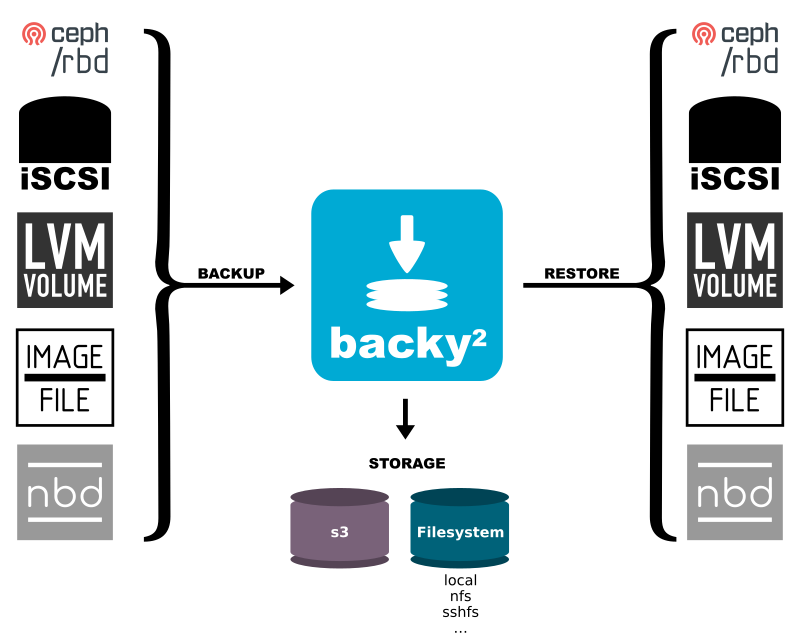 ceph
/rbd
iSCSI
LVM
VOLUME
IMAGE
FILE
nbd
BACKUP
backy²
STORAGE
s3
Filesystem
local
nfs
sshfs
...
RESTORE
ceph
/rbd
iSCSI
LVM
VOLUME
IMAGE
FILE
nbd